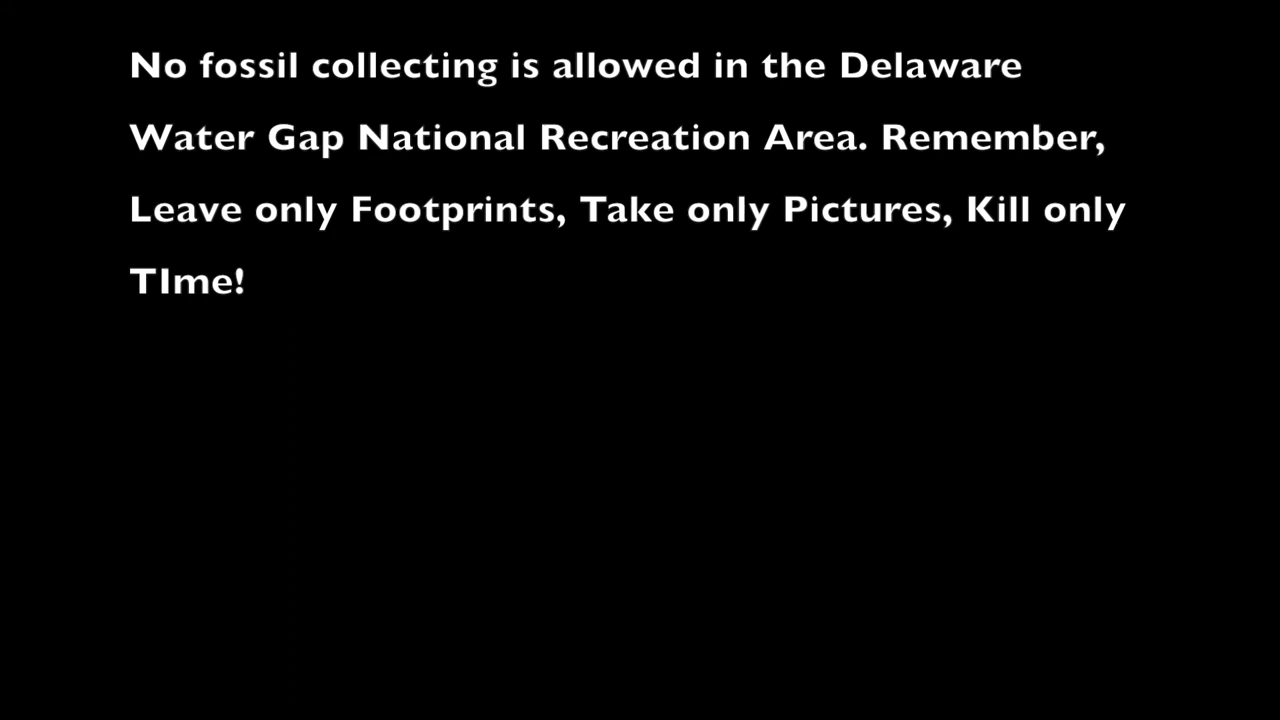 No fossil collecting is allowed in the Delaware
Water Gap National Recreation Area. Remember,
Leave only Footprints, Take only Pictures, Kill only
TIme!